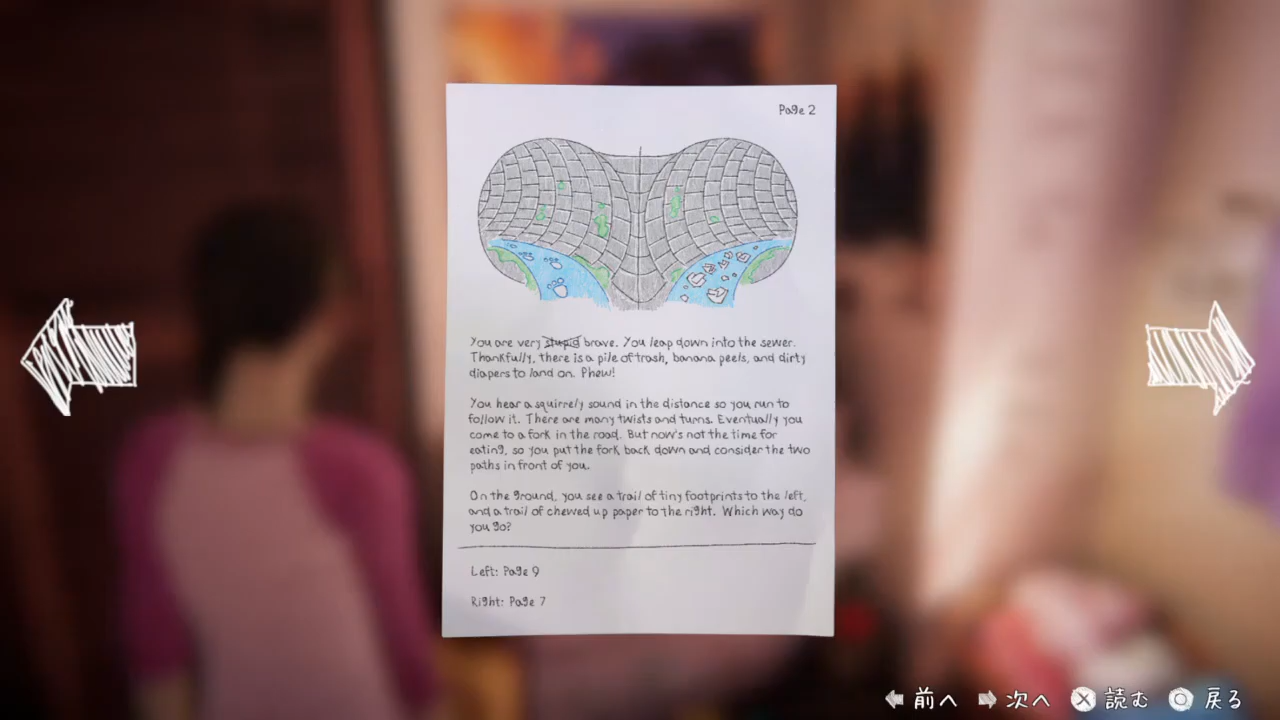 Page 2
You are very stupid brave. You leap down into the sewer.
Thankfully, there is a pile of trash, banana peels, and dirty
diapers to land on. Phew!
You hear a squirrely sound in the distance so you run to
follow it. There are many twists and turns. Eventually you
come to a fork in the road. But now's not the time for
eating, so you put the fork back down and consider the two
paths in front of you.
On the ground, you see a trail of tiny footprints to the left,
and a trail of chewed up paper to the right. Which way do
you go?
Left: Page 9
Right: Page 7
前へ 次へ 読む 戻る